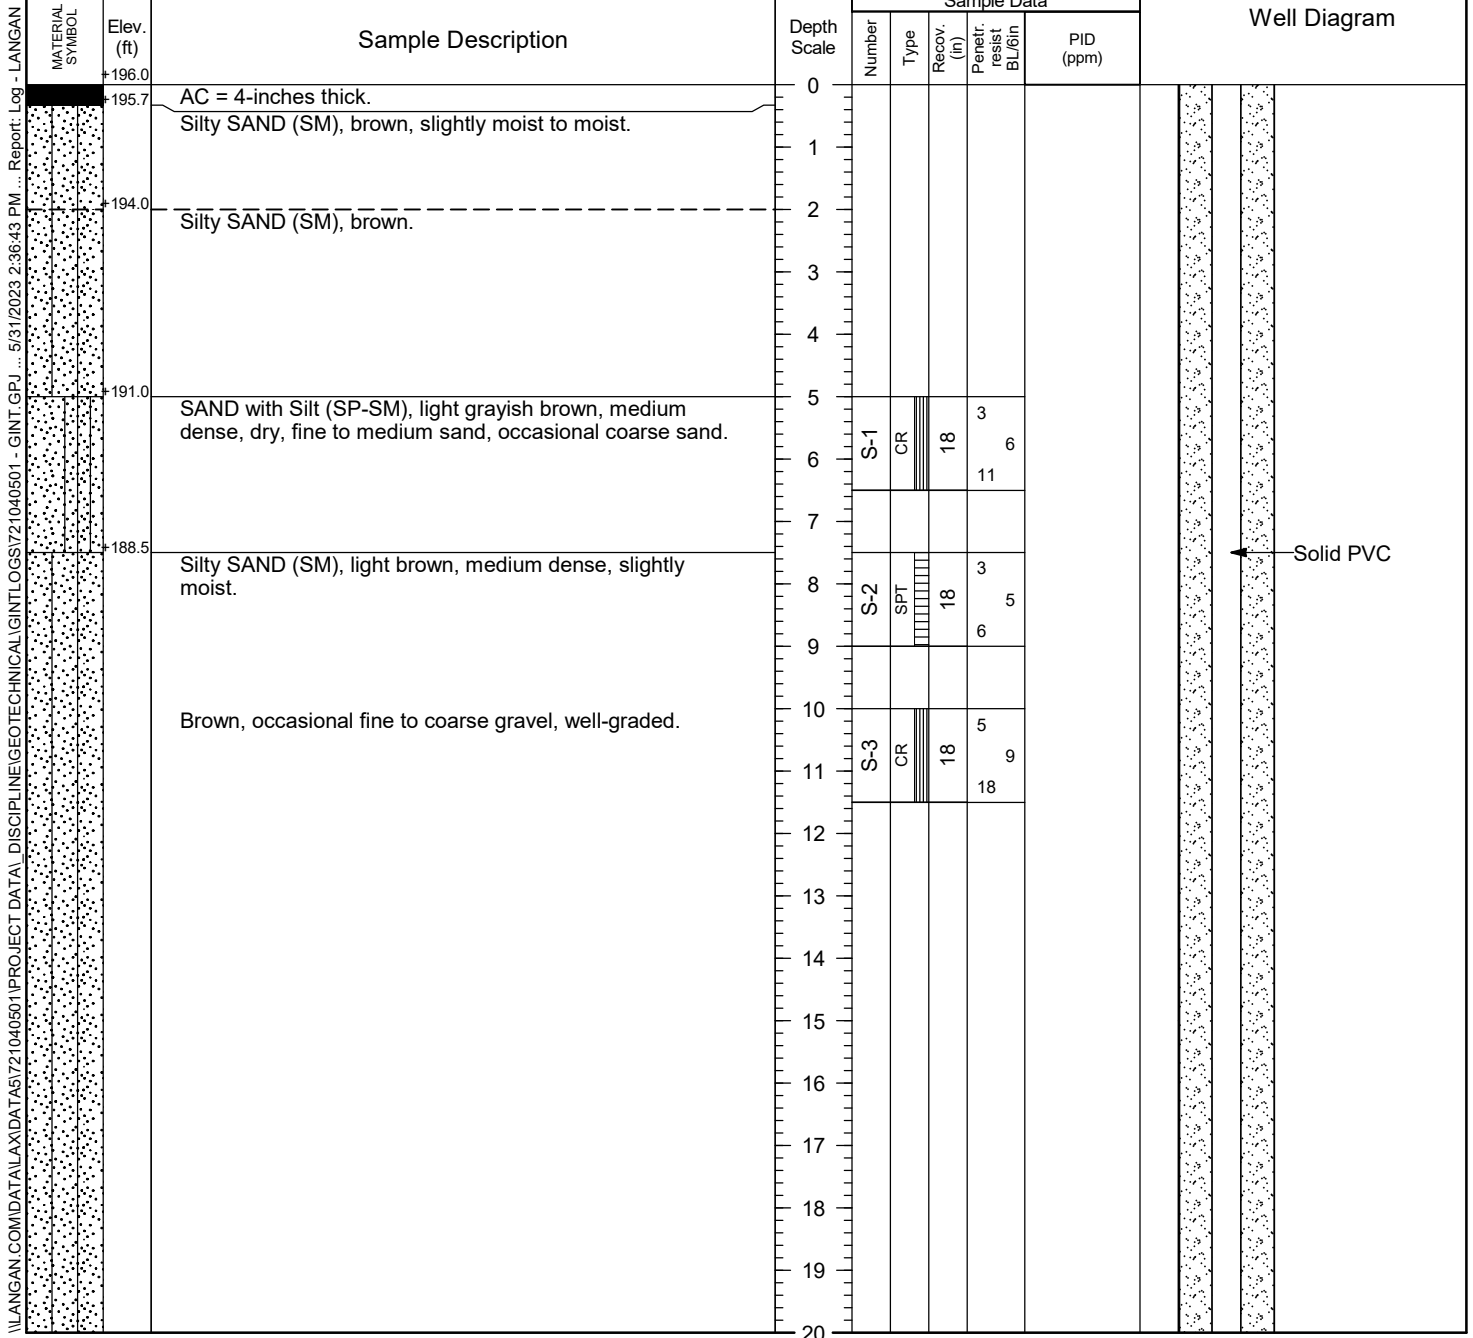 \\LANGAN.COM\DATA\LAX\DATA5\721040501\PROJECT DATA\_DISCIPLINE\GEOTECHNICAL\GINTLOGS\721040501 - GINT.GPJ ... 5/31/2023 2:36:43 PM ... Report: Log - LANGAN
MATERIAL
SYMBOL
Elev.
(ft)
Sample Description
Depth
Scale
Sample Data
Number
Type
Recov.
(in)
Penetr.
resist
BL/6in
PID
(ppm)
Well Diagram
+196.0
0
+195.7
AC = 4-inches thick.
Silty SAND (SM), brown, slightly moist to moist.
1
+194.0
2
Silty SAND (SM), brown.
3
4
+191.0
5
SAND with Silt (SP-SM), light grayish brown, medium
dense, dry, fine to medium sand, occasional coarse sand.
S-1
CR
18
3
6
11
6
7
+188.5
Silty SAND (SM), light brown, medium dense, slightly
moist.
Solid PVC
8
S-2
SPT
18
3
5
6
9
10
Brown, occasional fine to coarse gravel, well-graded.
S-3
CR
18
5
9
18
11
12
13
14
15
16
17
18
19
20